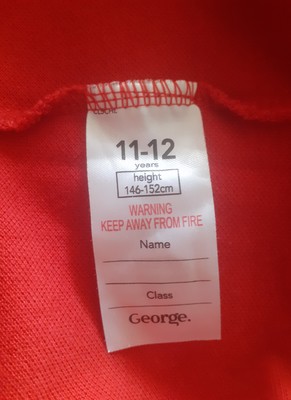 11-12
years
height
146-152cm
WARNING
KEEP AWAY FROM FIRE
Name
Class
George.